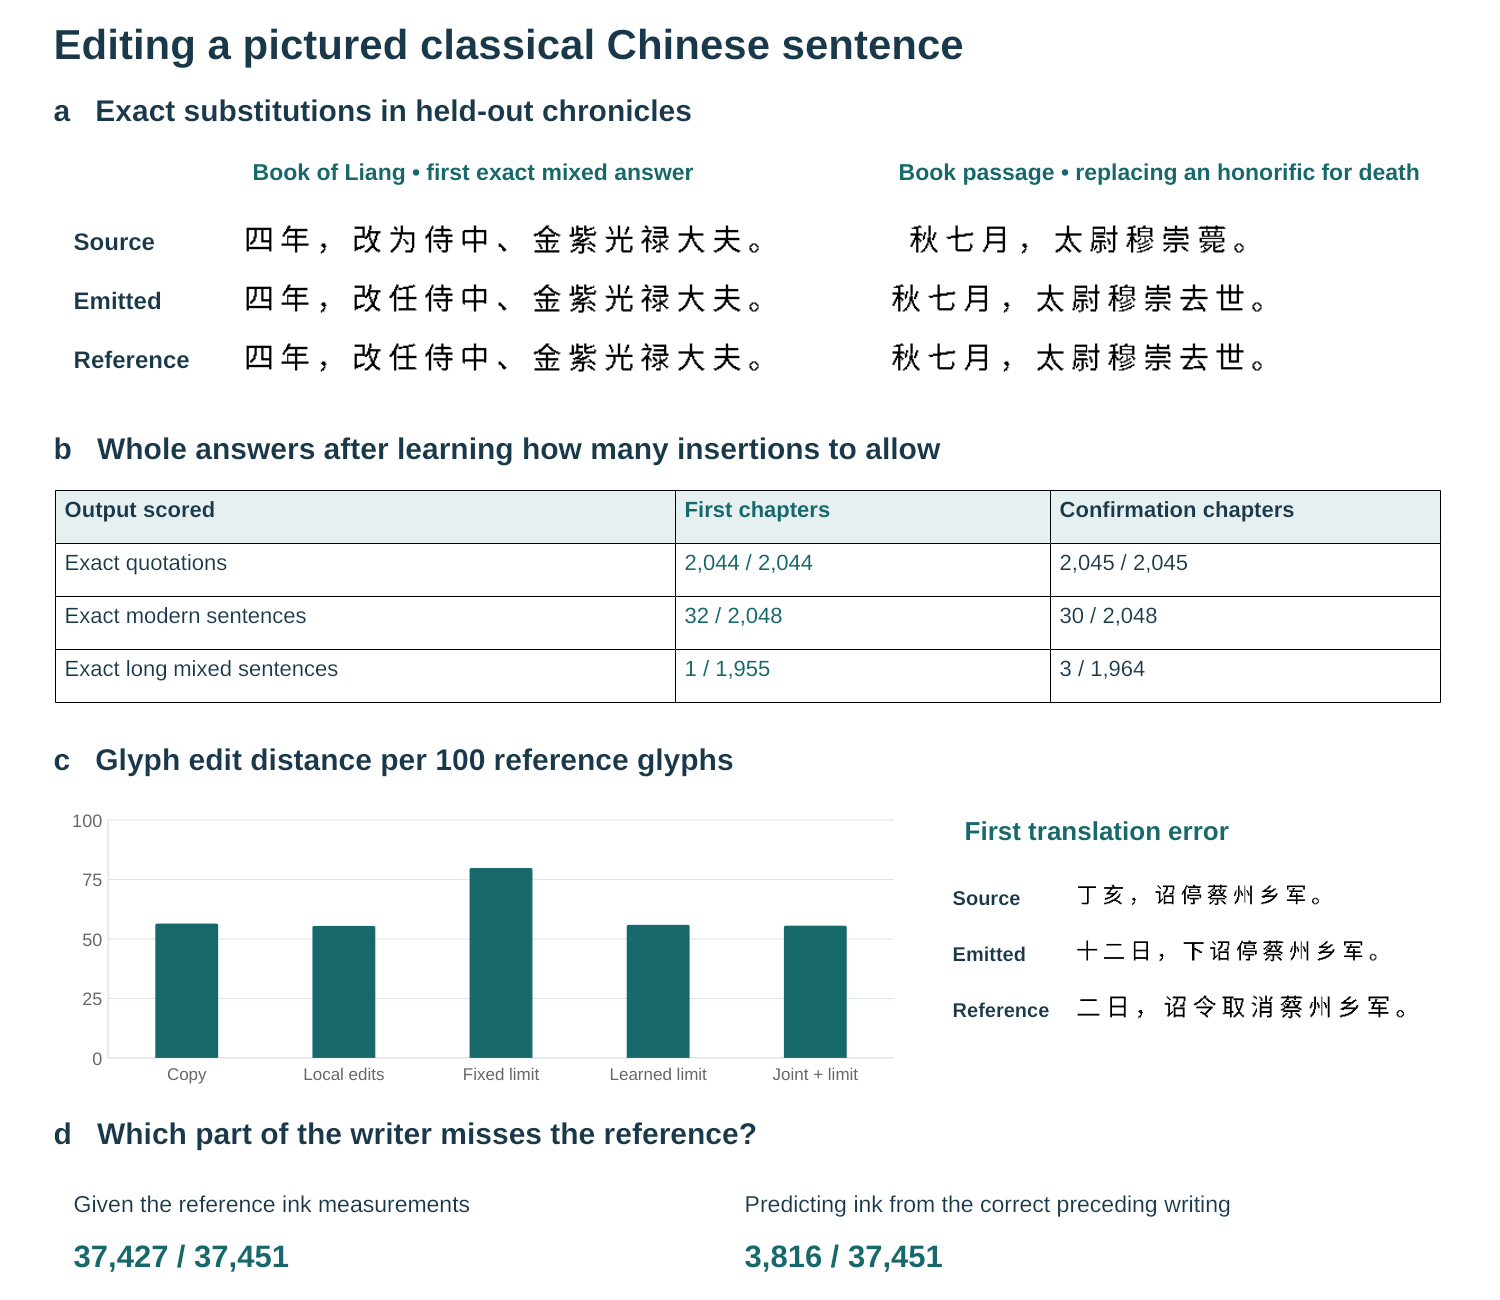 Editing a pictured classical Chinese sentence
a Exact substitutions in held-out chronicles
Book of Liang • first exact mixed answer
Book passage • replacing an honorific for death
Source 四年，改为侍中、金紫光禄大夫。 秋七月，太尉穆崇薨。
Emitted 四年，改任侍中、金紫光禄大夫。 秋七月，太尉穆崇去世。
Reference 四年，改任侍中、金紫光禄大夫。 秋七月，太尉穆崇去世。
b Whole answers after learning how many insertions to allow
Output scored First chapters Confirmation chapters
Exact quotations 2,044 / 2,044 2,045 / 2,045
Exact modern sentences 32 / 2,048 30 / 2,048
Exact long mixed sentences 1 / 1,955 3 / 1,964
c Glyph edit distance per 100 reference glyphs
100
75
50
25
0
Copy Local edits Fixed limit Learned limit Joint + limit
First translation error
Source 丁亥，诏停蔡州乡军。
Emitted 十二日，下诏停蔡州乡军。
Reference 二日，诏令取消蔡州乡军。
d Which part of the writer misses the reference?
Given the reference ink measurements
37,427 / 37,451
Predicting ink from the correct preceding writing
3,816 / 37,451